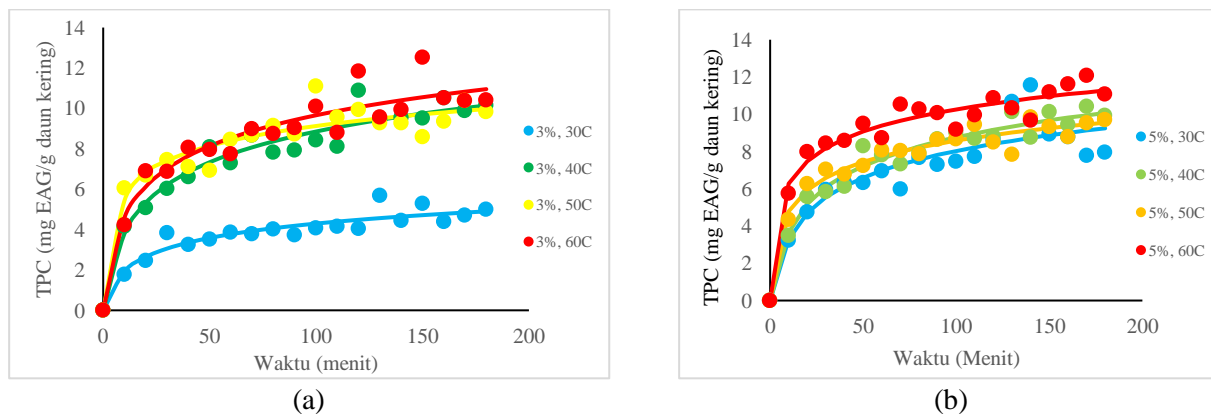 TPC (mg EAG/g daun kering)
14
12
10
8
6
4
2
0
0 50 100 150 200
Waktu (menit)
3%, 30C
3%, 40C
3%, 50C
3%, 60C
(a)
TPC (mg EAG/g daun kering)
14
12
10
8
6
4
2
0
0 50 100 150 200
Waktu (Menit)
5%, 30C
5%, 40C
5%, 50C
5%, 60C
(b)